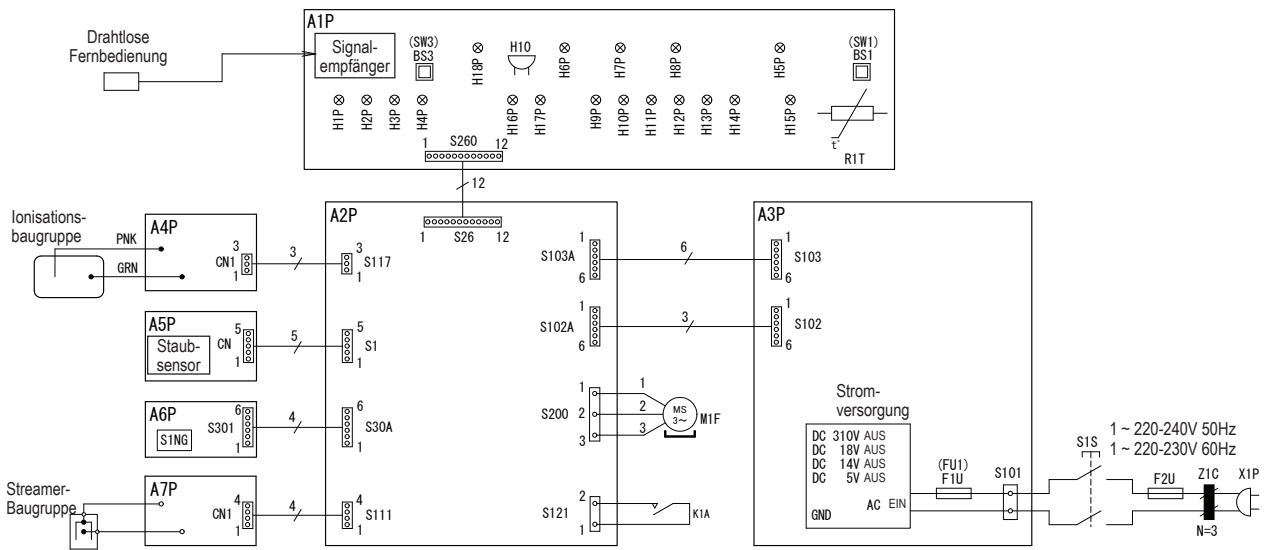 Drahtlose
Fernbedienung
A1P
Signal-
empfänger
(SW3)
BS3
H18P
H10
H6P
H7P
H8P
H5P
(SW1)
BS1
H1P
H2P
H3P
H4P
H16P
H17P
H9P
H10P
H11P
H12P
H13P
H14P
H15P
t°
R1T
1 S260 12
12
1 S26 12
Ionisations-
baugruppe
PNK
GRN
A4P
3
CN1
1
3
A2P
3
S117
1
A5P
Staub-
sensor
5
CN
1
5
5
S1
1
A6P
S1NG
6
S301
1
4
6
S30A
1
Streamer-
Baugruppe
A7P
4
CN1
1
4
4
S111
1
1
S103A
6
6
A3P
1
S103
6
1
S102A
6
3
1
S102
6
1
S200 2
3
1
2
3
MS
3~
M1F
2
S121
1
K1A
Strom-
versorgung
DC 310V AUS
DC 18V AUS
DC 14V AUS
DC 5V AUS
AC EIN
GND
(FU1)
F1U
S101
S1S
1 ~ 220-240V 50Hz
1 ~ 220-230V 60Hz
F2U
Z1C
N=3
X1P